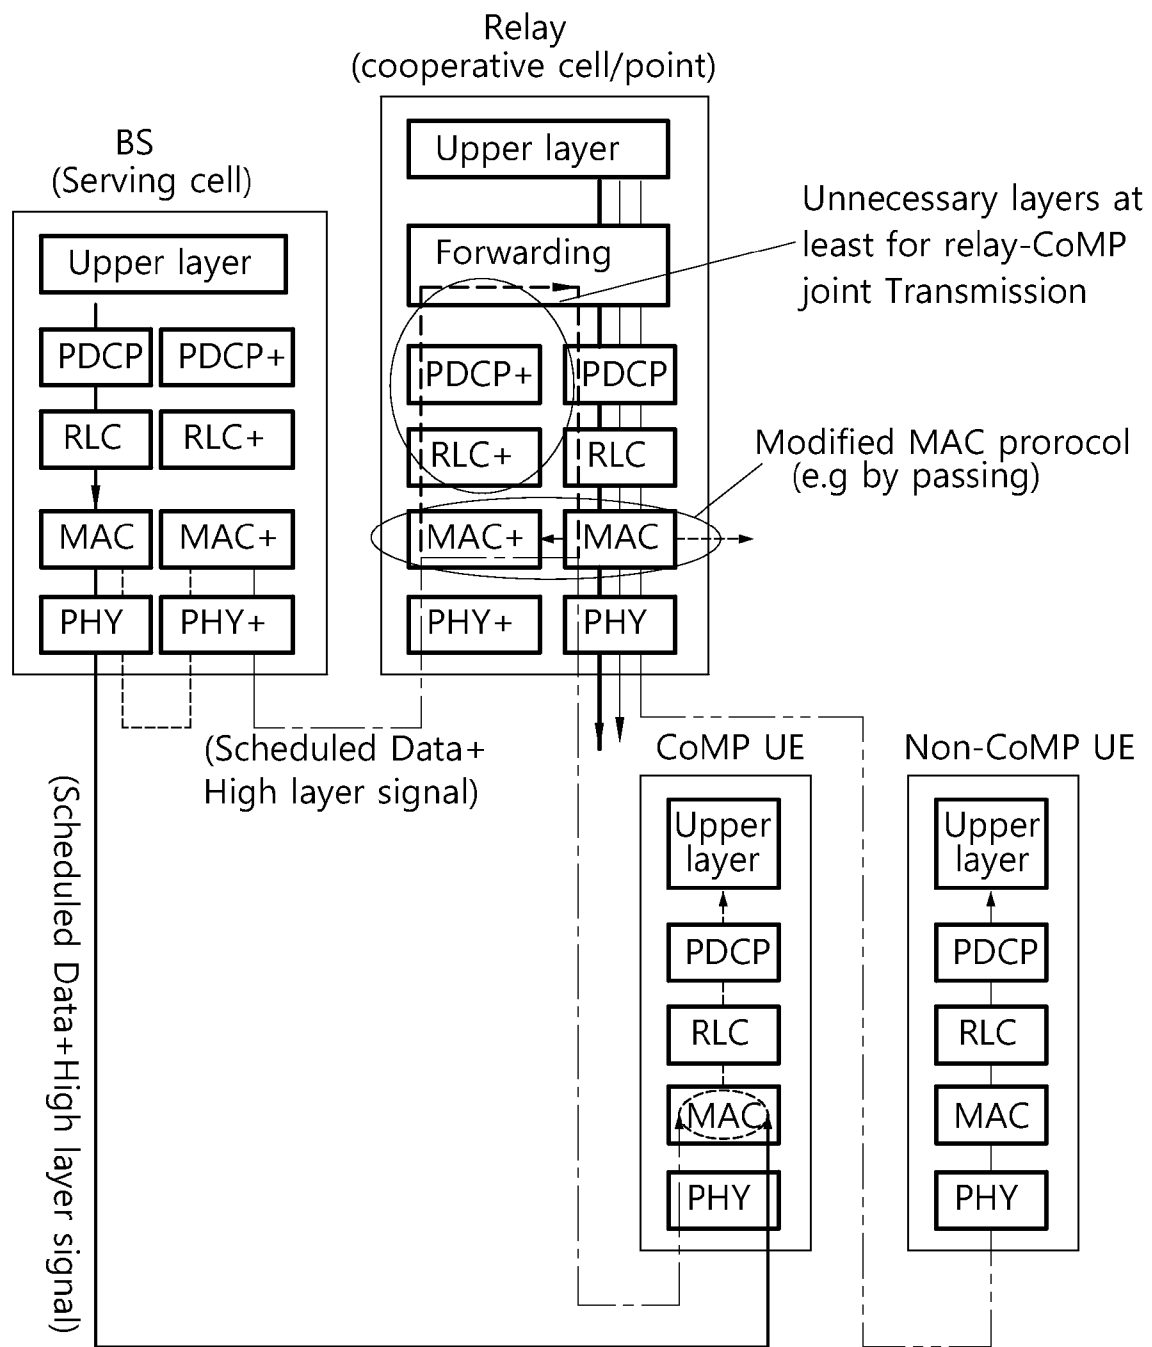 Relay
(cooperative cell/point)
BS
(Serving cell)
Upper layer
PDCP
PDCP+
RLC
RLC+
MAC
MAC+
PHY
PHY+
Upper layer
Forwarding
PDCP+
PDCP
RLC+
RLC
MAC+
MAC
PHY+
PHY
Unnecessary layers at
least for relay-CoMP
joint Transmission
Modified MAC prorocol
(e.g by passing)
(Scheduled Data+
High layer signal)
(Scheduled Data+High layer signal)
CoMP UE
Upper
layer
PDCP
RLC
MAC
PHY
Non-CoMP UE
Upper
layer
PDCP
RLC
MAC
PHY